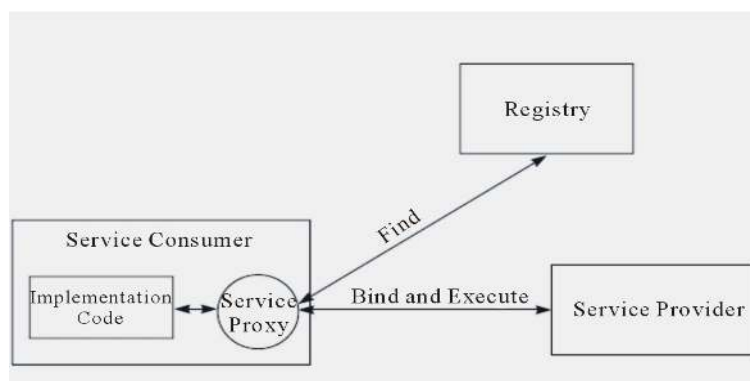 Registry
Find
Service Consumer
Implementation
Code
Service
Proxy
Bind and Execute
Service Provider